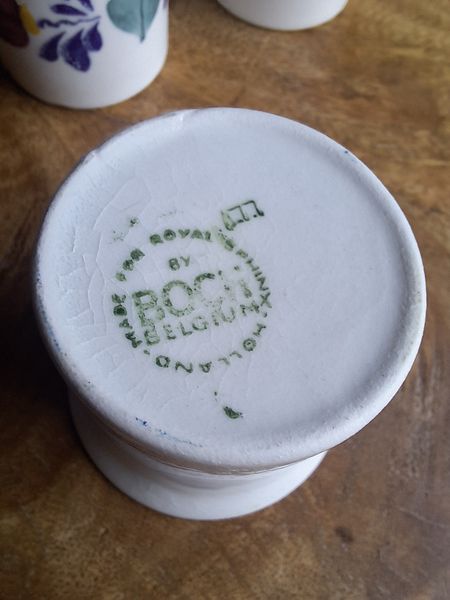 MADE FOR ROYAL SPHINX HOLLAND
BY
BOCH
BELGIUM